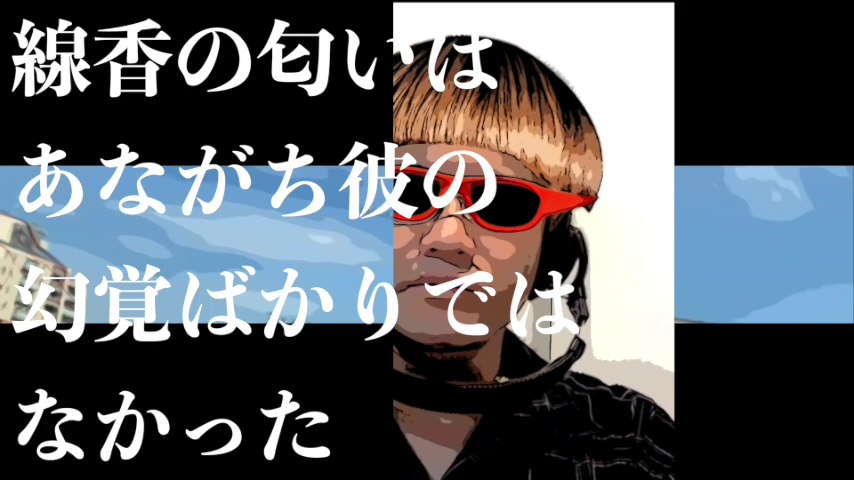 線香の匂いは
あながち彼の
幻覚ばかりでは
なかった